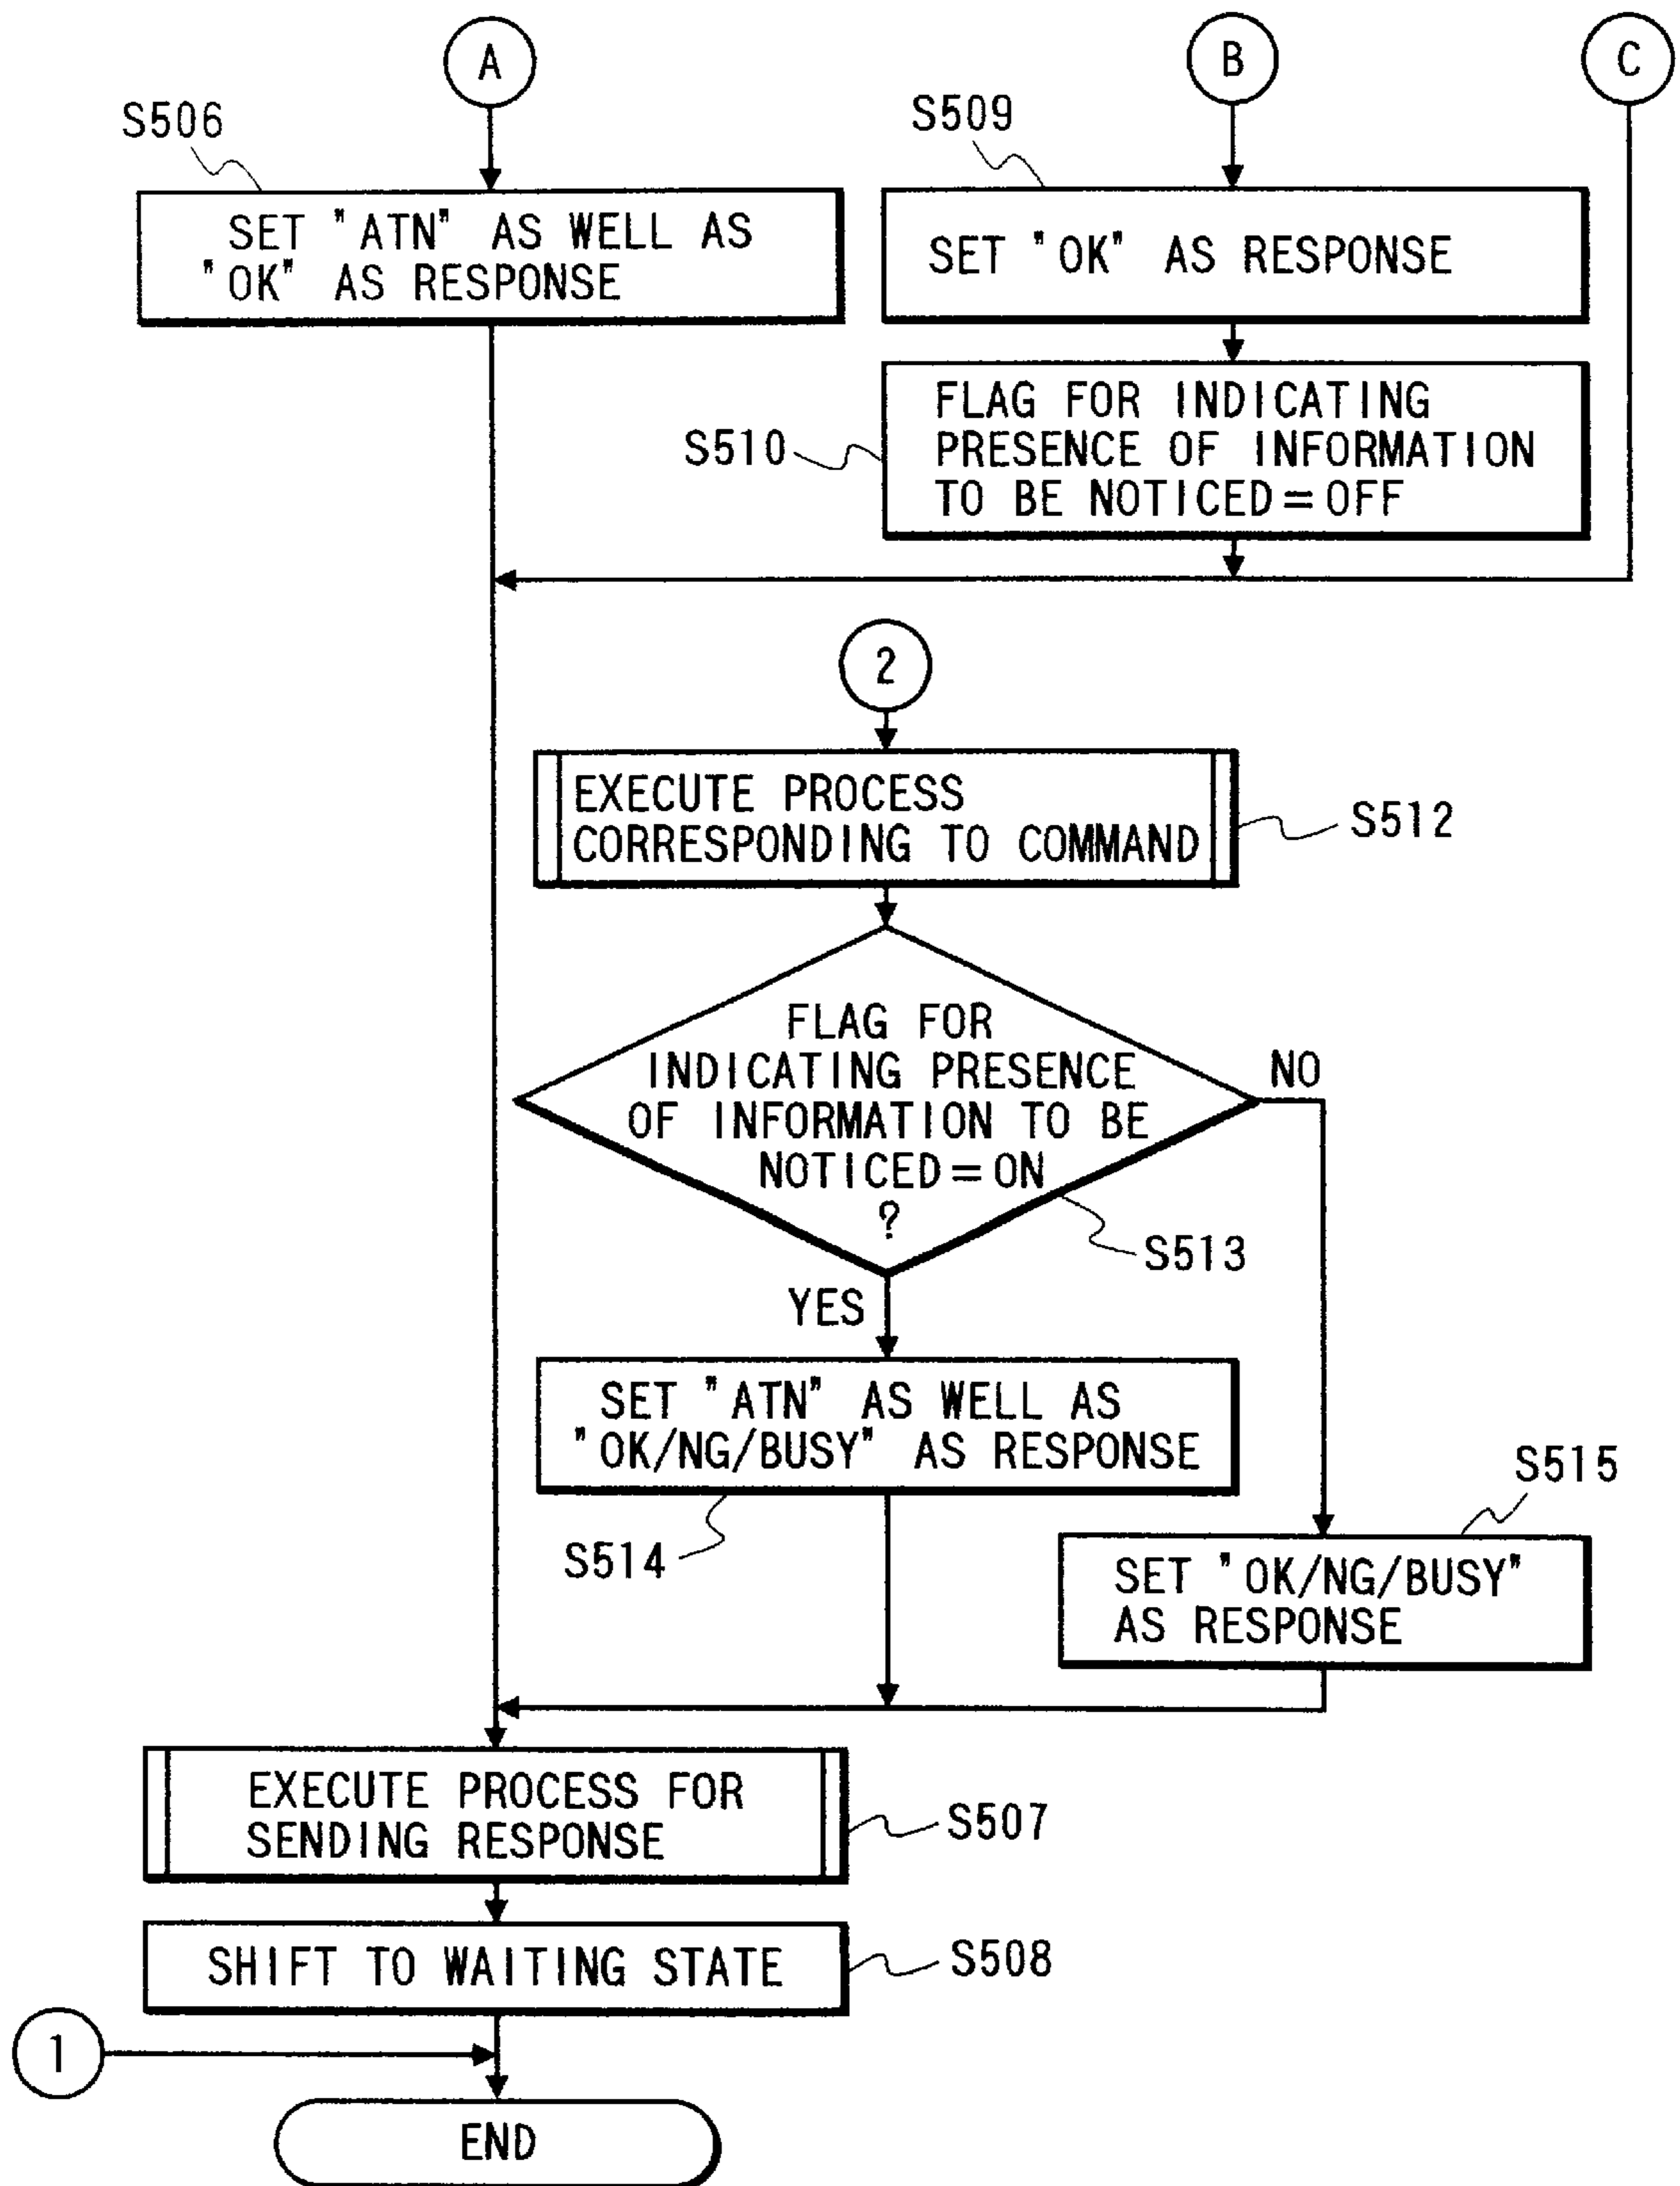 A
B
C
S506
S509
SET "ATN" AS WELL AS
"OK" AS RESPONSE
SET "OK" AS RESPONSE
S510
FLAG FOR INDICATING
PRESENCE OF INFORMATION
TO BE NOTICED=OFF
2
EXECUTE PROCESS
CORRESPONDING TO COMMAND
S512
FLAG FOR
INDICATING PRESENCE
OF INFORMATION TO BE
NOTICED=ON
?
NO
S513
YES
SET "ATN" AS WELL AS
"OK/NG/BUSY" AS RESPONSE
S514
S515
SET "OK/NG/BUSY"
AS RESPONSE
EXECUTE PROCESS FOR
SENDING RESPONSE
S507
SHIFT TO WAITING STATE
S508
1
END